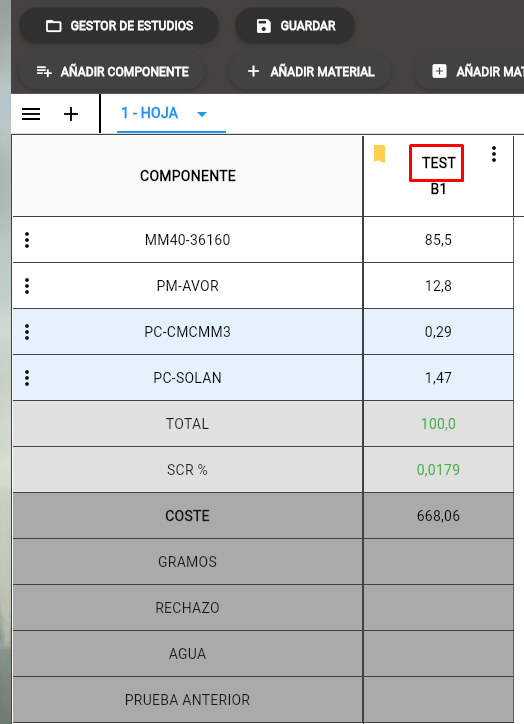 GESTOR DE ESTUDIOS GUARDAR
AÑADIR COMPONENTE AÑADIR MATERIAL AÑADIR MAT
1 - HOJA
COMPONENTE TEST
B1
MM40-36160 85,5
PM-AVOR 12,8
PC-CMCMM3 0,29
PC-SOLAN 1,47
TOTAL 100,0
SCR % 0,0179
COSTE 668,06
GRAMOS
RECHAZO
AGUA
PRUEBA ANTERIOR